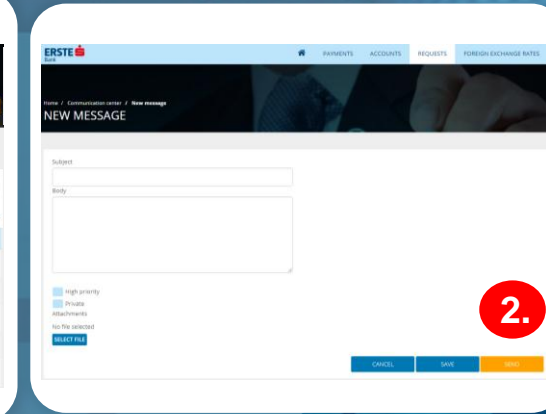 ERSTE
Bank
PAYMENTS ACCOUNTS REQUESTS FOREIGN EXCHANGE RATES
Home / Communication center / New message
NEW MESSAGE
Subject
Body
High priority
Private
Attachments
No file selected
SELECT FILE
2.
CANCEL SAVE SEND